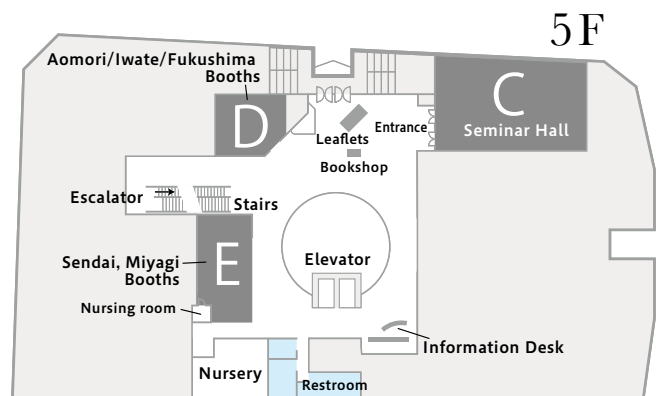 5F
Aomori/Iwate/Fukushima
Booths
D
C
Seminar Hall
Entrance
Leaflets
Bookshop
Escalator
Stairs
Sendai, Miyagi
Booths
E
Elevator
Nursing room
Information Desk
Nursery
Restroom